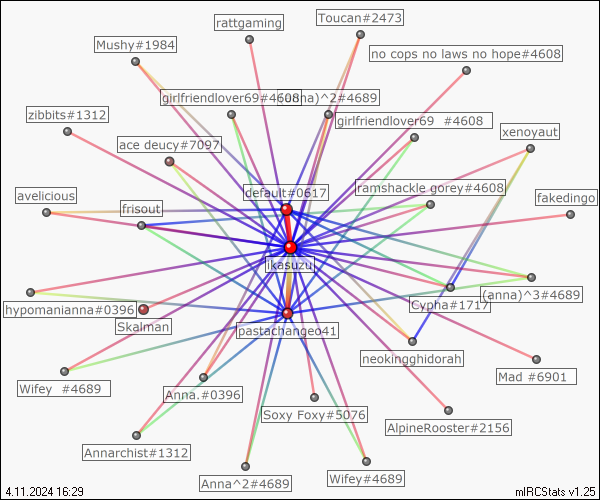 Toucan#2473
rattgaming
Mushy#1984
no cops no laws no hope#4608
girlfriendlover69#4608
nna)^2#4689
zibbits#1312
girlfriendlover69 #4608
xenoyaut
ace deucy#7097
default#0617
ramshackle gorey#4608
avelicious
frisout
fakedingo
ikasuzu
hypomanianna#0396
Cypha#1717
(anna)^3#4689
Skalman
pastachangeo41
neokingghidorah
Mad #6901
Wifey #4689
Anna.#0396
Soxy Foxy#5076
AlpineRooster#2156
Annarchist#1312
Anna^2#4689
Wifey#4689
4.11.2024 16:29
mIRCStats v1.25